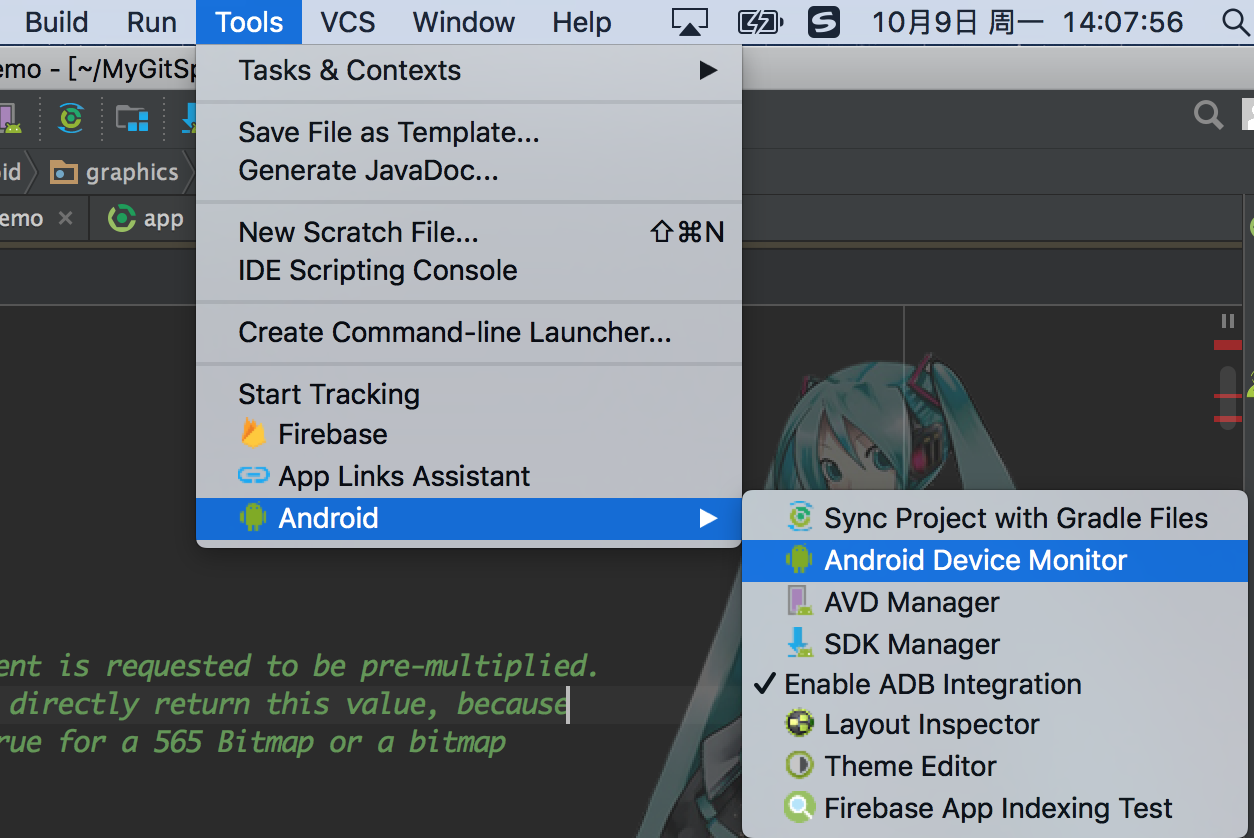 Build Run Tools VCS Window Help 10月9日 周一 14:07:56
emo - [~/MyGitSp
Tasks & Contexts
Save File as Template...
Generate JavaDoc...
id graphics
emo × app
New Scratch File... ⇧⌘N
IDE Scripting Console
Create Command-line Launcher...
Start Tracking
Firebase
App Links Assistant
Android
Sync Project with Gradle Files
Android Device Monitor
AVD Manager
SDK Manager
✓ Enable ADB Integration
Layout Inspector
Theme Editor
Firebase App Indexing Test
ent is requested to be pre-multiplied.
directly return this value, because
rue for a 565 Bitmap or a bitmap